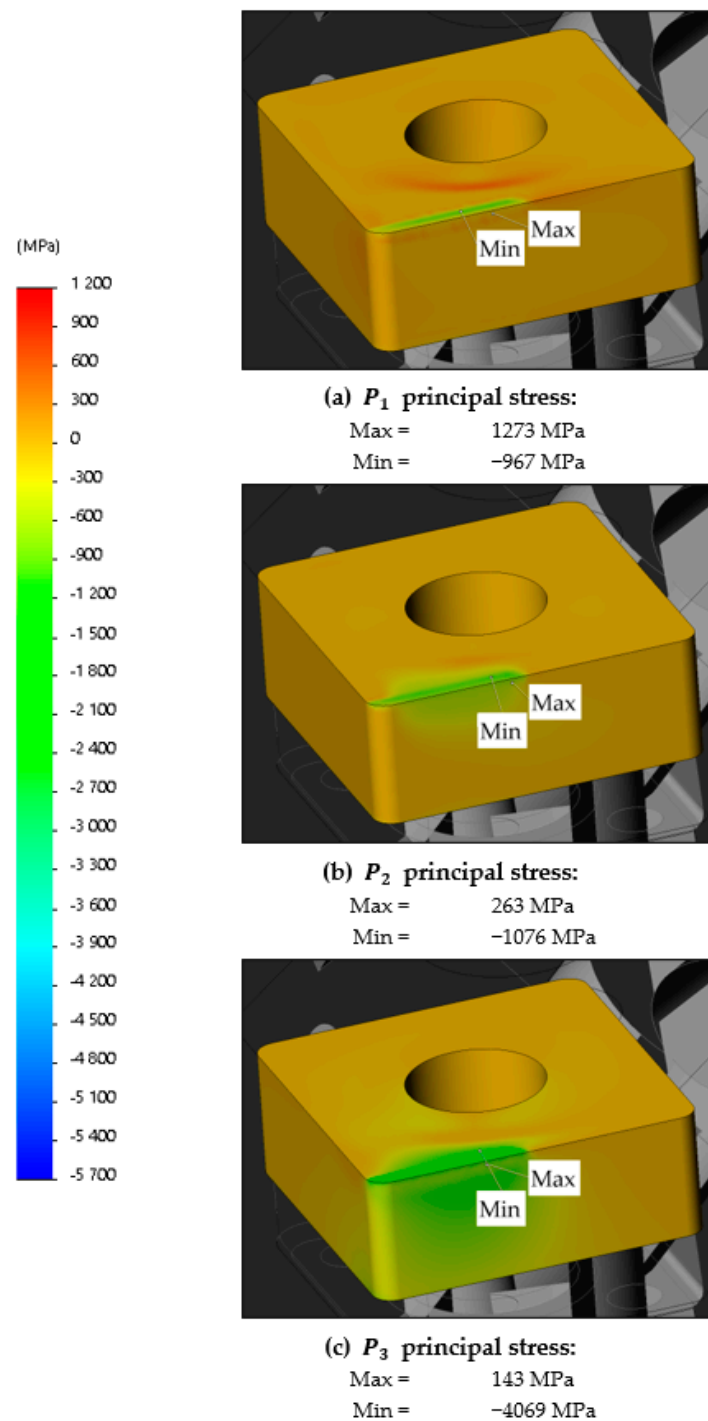 (MPa)
1 200
900
600
300
0
-300
-600
-900
-1 200
-1 500
-1 800
-2 100
-2 400
-2 700
-3 000
-3 300
-3 600
-3 900
-4 200
-4 500
-4 800
-5 100
-5 400
-5 700
Max
Min
(a) P₁ principal stress:
Max = 1273 MPa
Min = −967 MPa
Max
Min
(b) P₂ principal stress:
Max = 263 MPa
Min = −1076 MPa
Max
Min
(c) P₃ principal stress:
Max = 143 MPa
Min = −4069 MPa